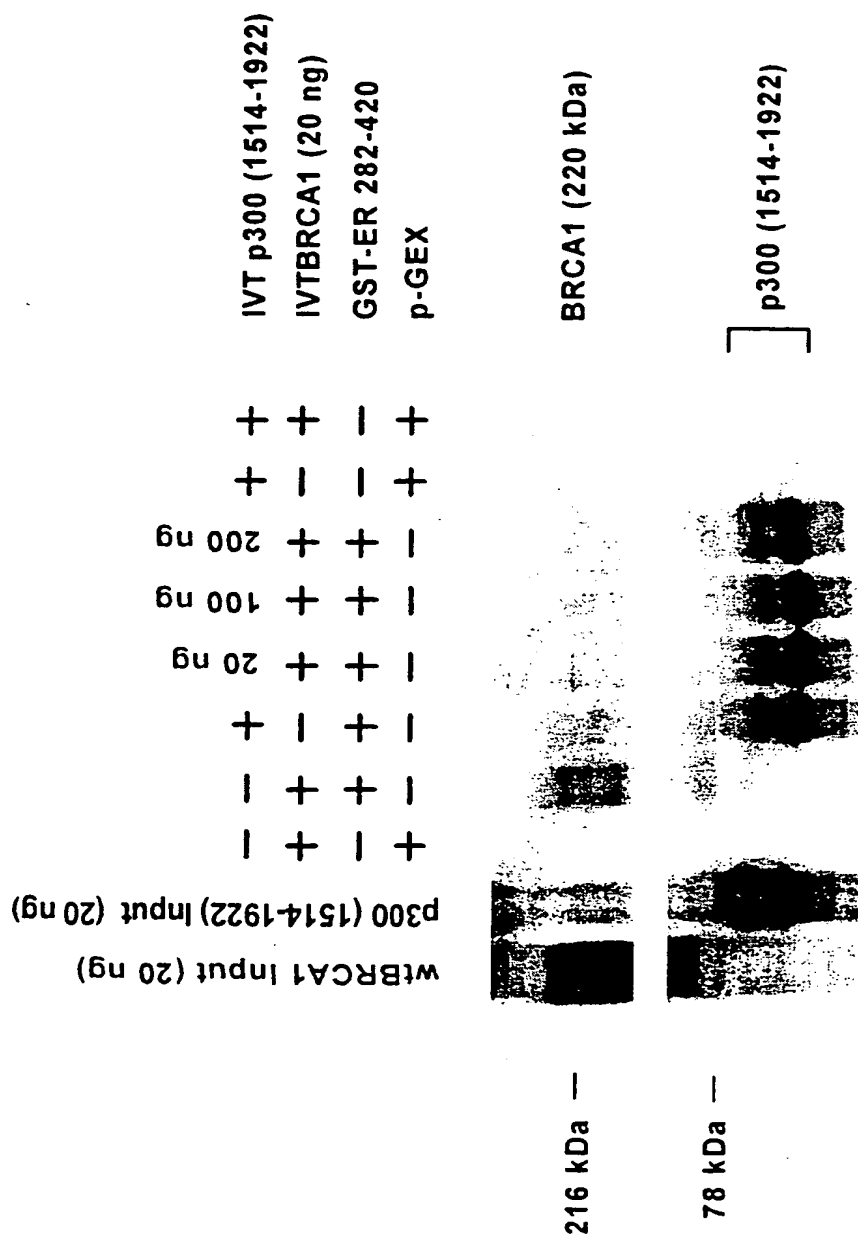 wtBRCA1 Input (20 ng)
p300 (1514-1922) Input (20 ng)
− − + 20 ng 100 ng 200 ng + + IVT p300 (1514-1922)
+ + − + + + − + IVTBRCA1 (20 ng)
− + + + + + − − GST-ER 282-420
+ − − − − − + + p-GEX
216 kDa − BRCA1 (220 kDa)
78 kDa −
p300 (1514-1922)